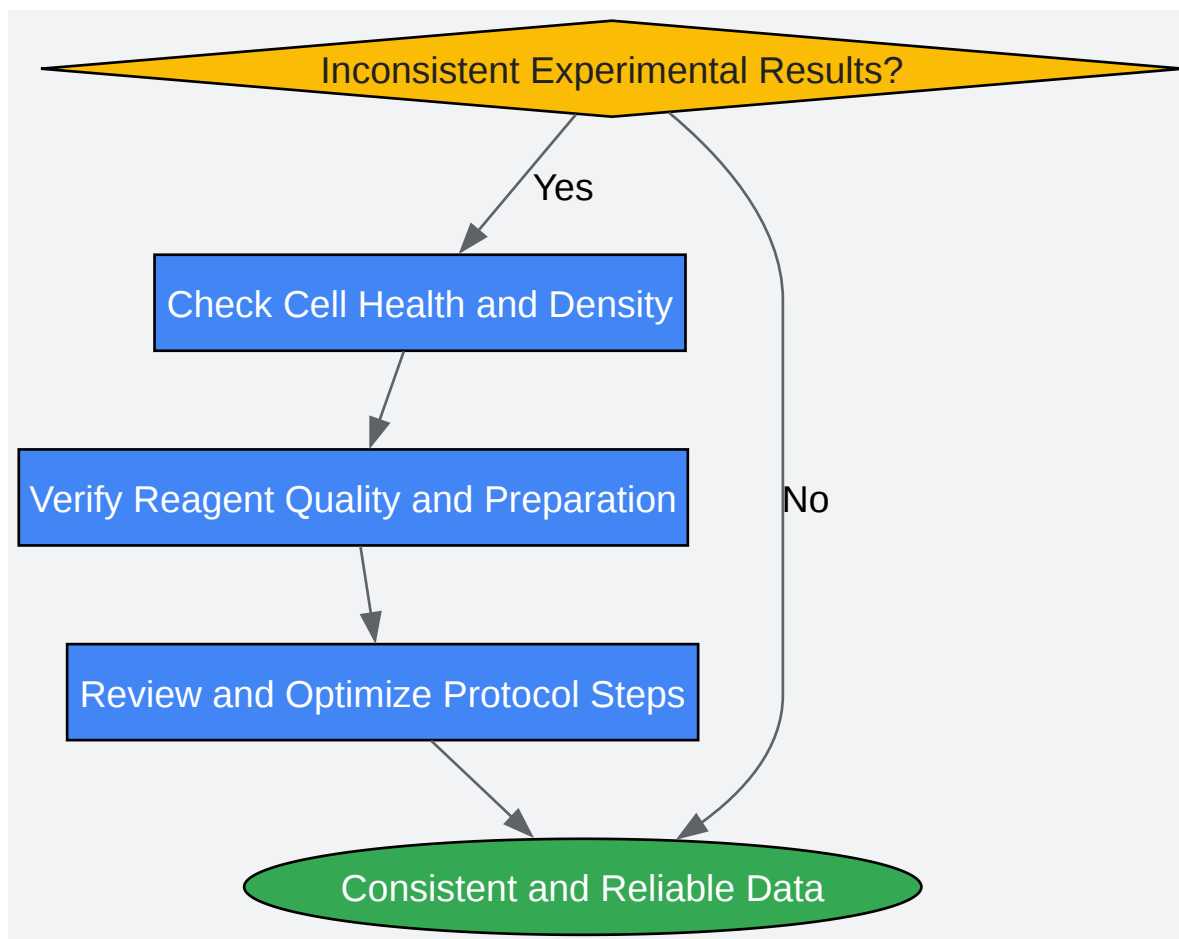 Inconsistent Experimental Results?
Yes
Check Cell Health and Density
Verify Reagent Quality and Preparation
No
Review and Optimize Protocol Steps
Consistent and Reliable Data